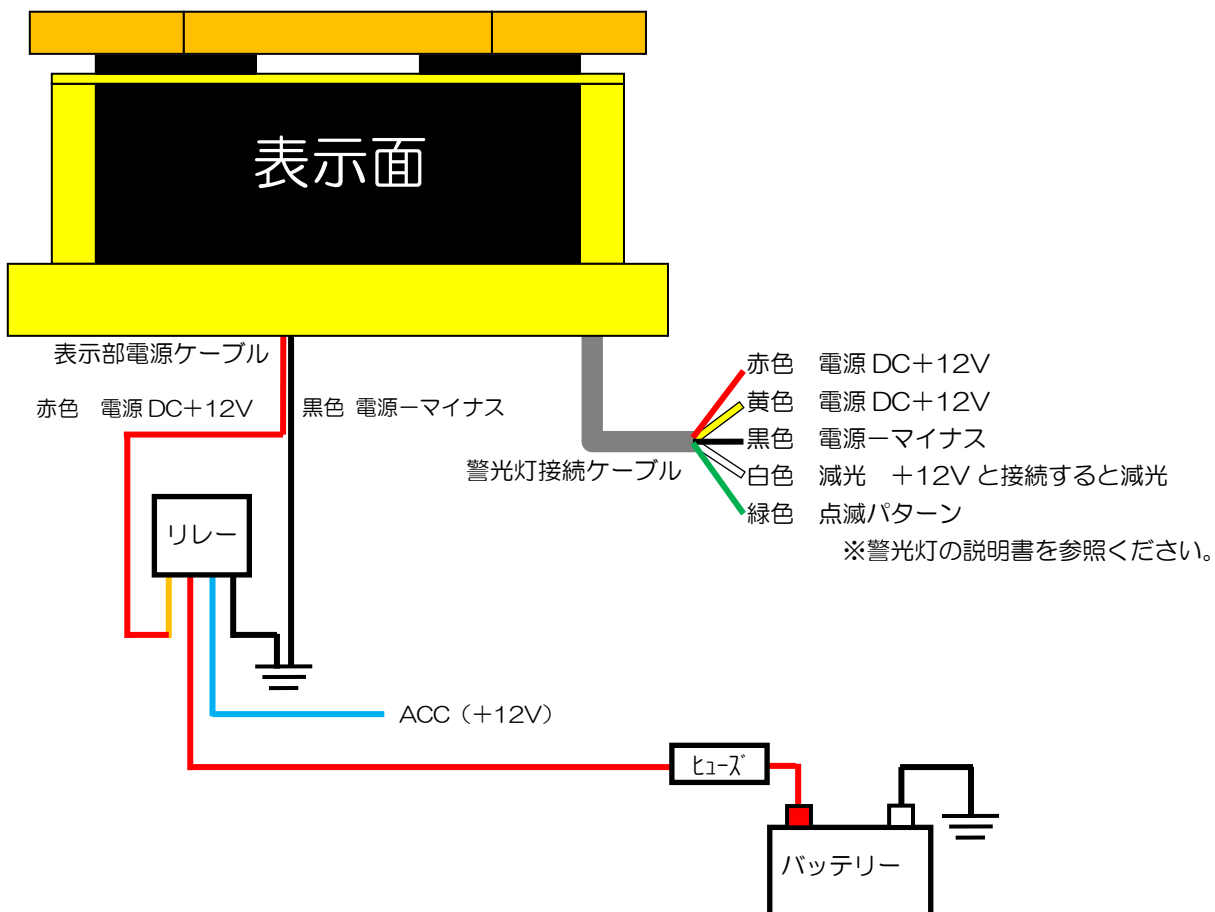 表示面
表示部電源ケーブル
赤色 電源 DC+12V
黒色 電源ーマイナス
赤色 電源 DC+12V
黄色 電源 DC+12V
黒色 電源ーマイナス
警光灯接続ケーブル
白色 減光 +12V と接続すると減光
緑色 点滅パターン
※警光灯の説明書を参照ください。
リレー
ACC(+12V)
ﾋｭｰｽﾞ
バッテリー